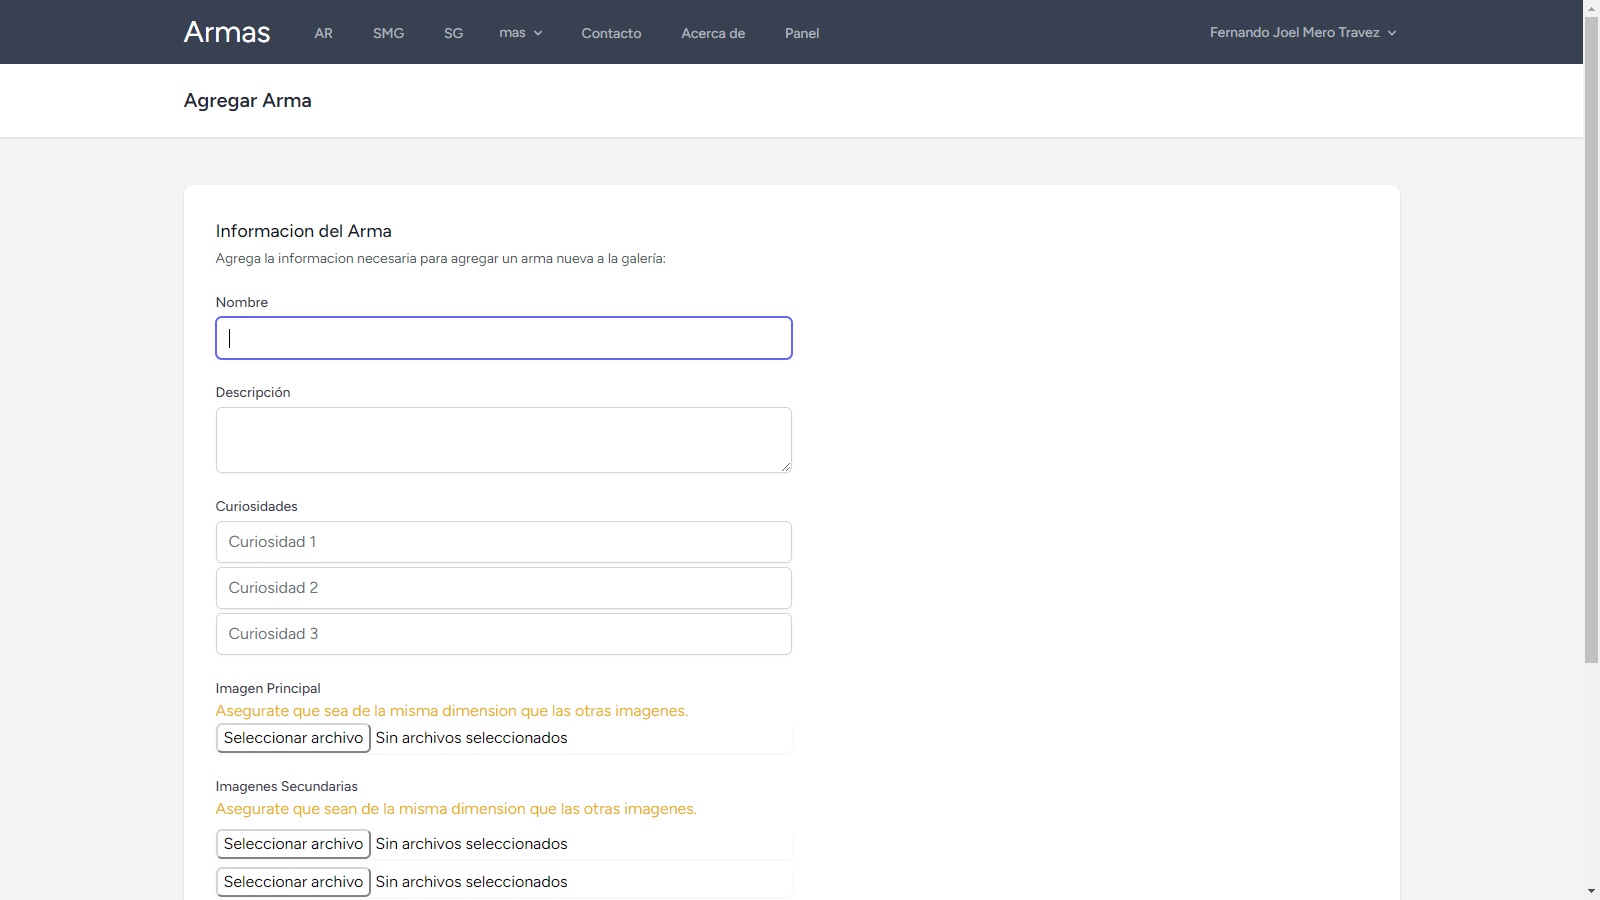 Armas AR SMG SG mas Contacto Acerca de Panel Fernando Joel Mero Travez
Agregar Arma
Informacion del Arma
Agrega la informacion necesaria para agregar un arma nueva a la galería:
Nombre
Descripción
Curiosidades
Curiosidad 1
Curiosidad 2
Curiosidad 3
Imagen Principal
Asegurate que sea de la misma dimension que las otras imagenes.
Seleccionar archivo Sin archivos seleccionados
Imagenes Secundarias
Asegurate que sean de la misma dimension que las otras imagenes.
Seleccionar archivo Sin archivos seleccionados
Seleccionar archivo Sin archivos seleccionados